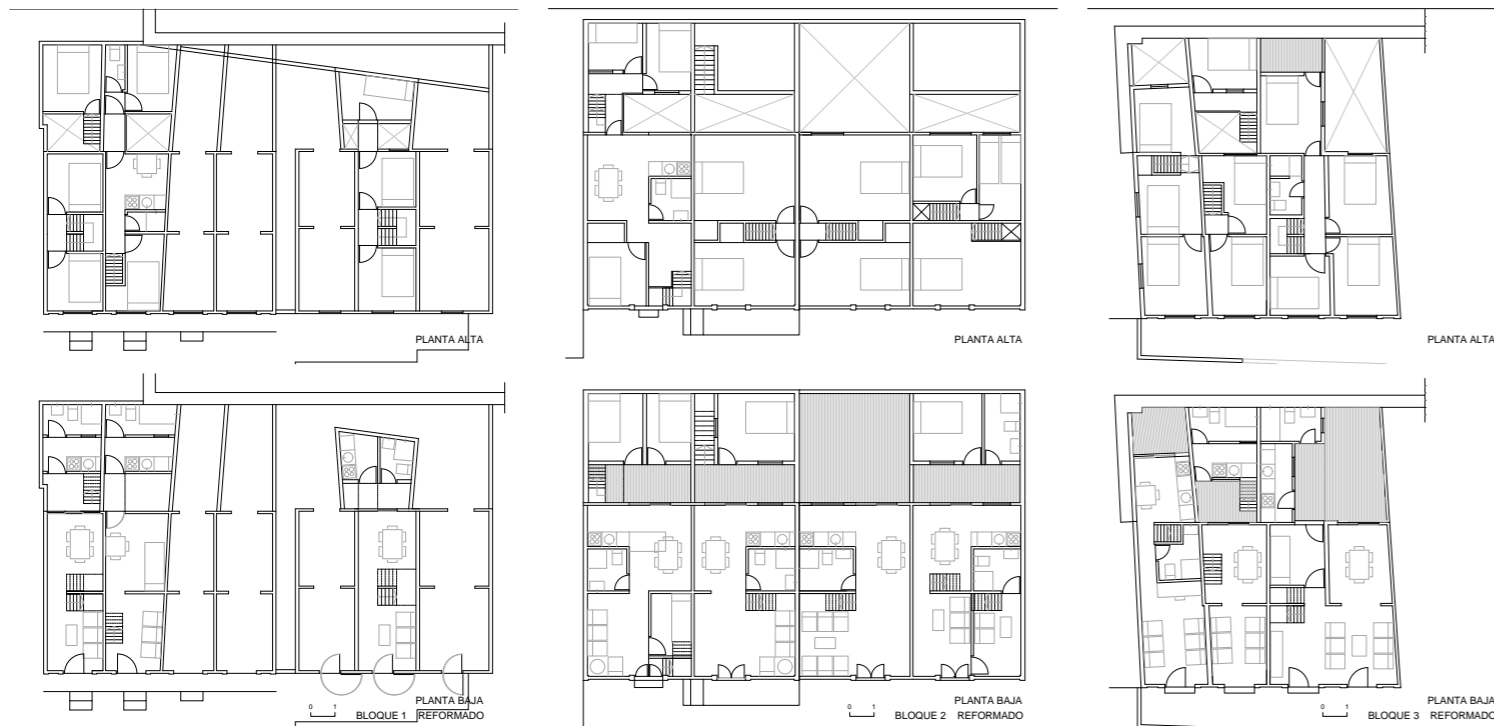 PLANTA ALTA
PLANTA ALTA
PLANTA ALTA
PLANTA BAJA
0 1
BLOQUE 1 REFORMADO
PLANTA BAJA
0 1
BLOQUE 2 REFORMADO
PLANTA BAJA
0 1
BLOQUE 3 REFORMADO